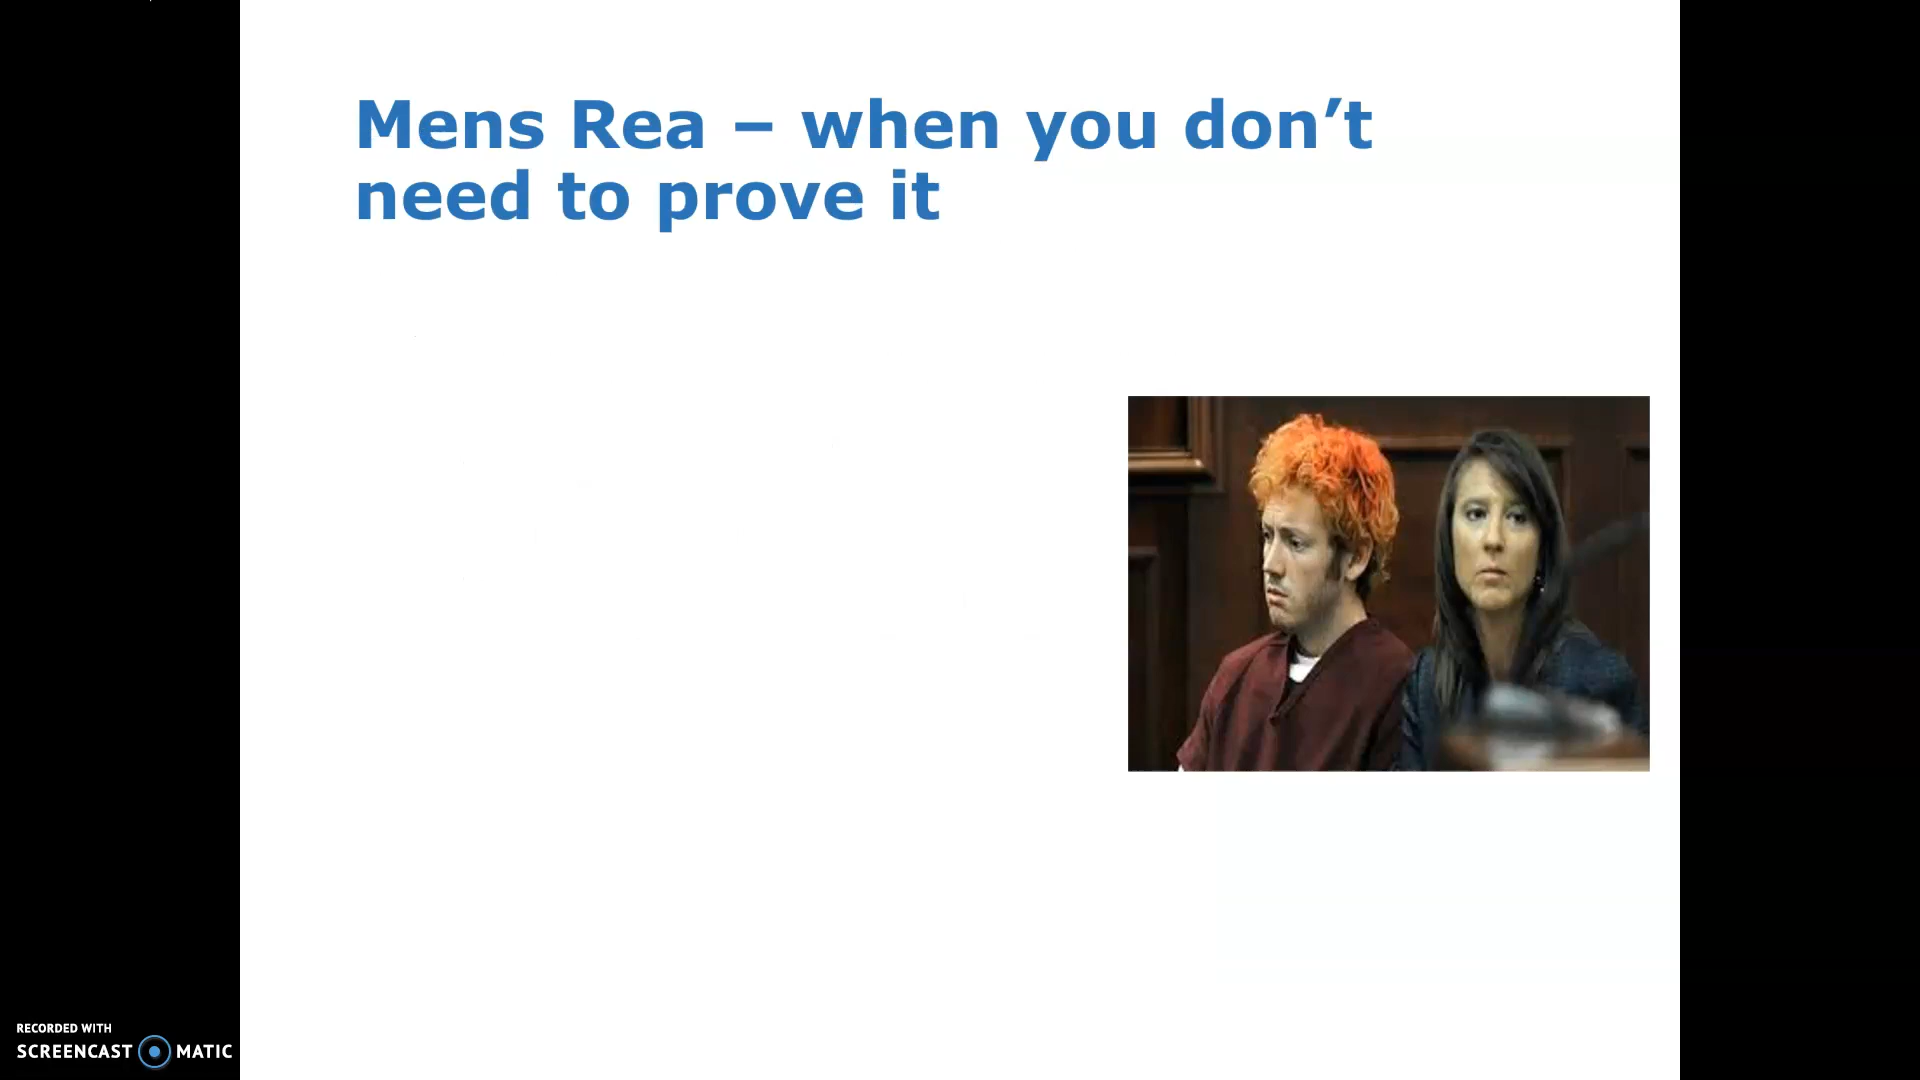 Mens Rea – when you don’t
need to prove it
RECORDED WITH
SCREENCAST MATIC